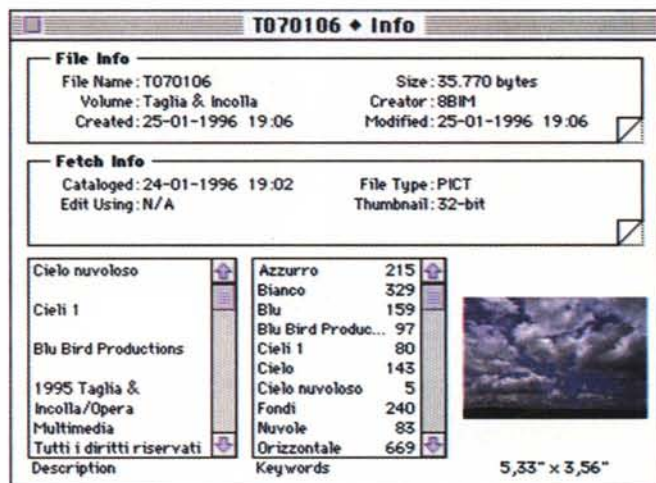 T070106 ◆ Info
File Info
File Name: T070106 Size: 35.770 bytes
Volume: Taglia & Incolla Creator: 8BIM
Created: 25-01-1996 19:06 Modified: 25-01-1996 19:06
Fetch Info
Cataloged: 24-01-1996 19:02 File Type: PICT
Edit Using: N/A Thumbnail: 32-bit
Cielo nuvoloso
Cieli 1
Blu Bird Productions
1995 Taglia &
Incolla/Opera
Multimedia
Tutti i diritti riservati
Description
Azzurro 215
Bianco 329
Blu 159
Blu Bird Produc... 97
Cieli 1 80
Cielo 143
Cielo nuvoloso 5
Fondi 240
Nuvole 83
Orizzontale 669
Keywords
5,33" x 3,56"